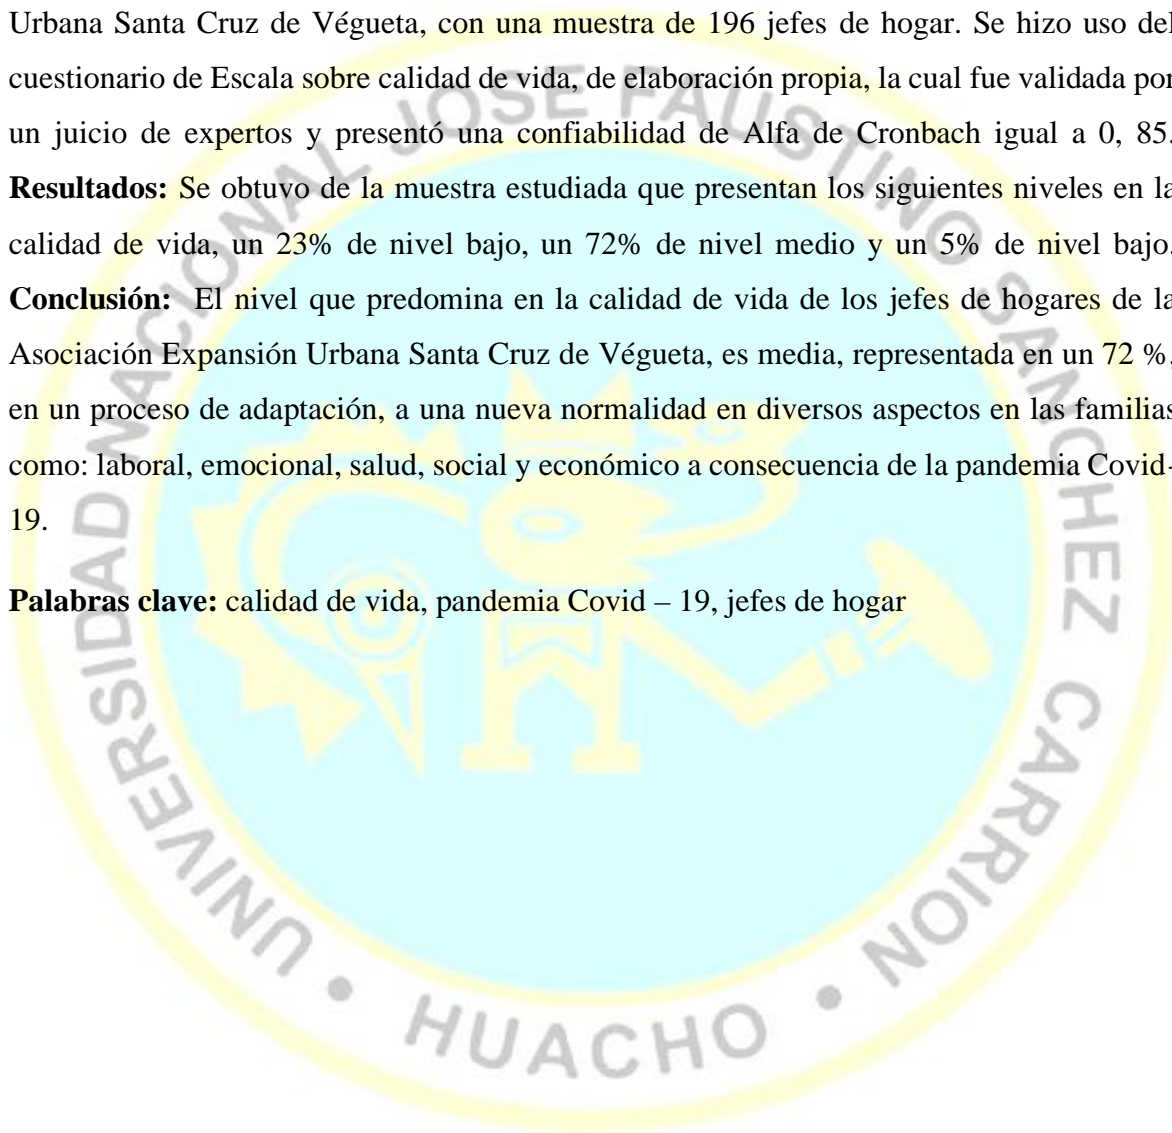 Urbana Santa Cruz de Végueta, con una muestra de 196 jefes de hogar. Se hizo uso del
cuestionario de Escala sobre calidad de vida, de elaboración propia, la cual fue validada por
un juicio de expertos y presentó una confiabilidad de Alfa de Cronbach igual a 0, 85.
Resultados: Se obtuvo de la muestra estudiada que presentan los siguientes niveles en la
calidad de vida, un 23% de nivel bajo, un 72% de nivel medio y un 5% de nivel bajo.
Conclusión: El nivel que predomina en la calidad de vida de los jefes de hogares de la
Asociación Expansión Urbana Santa Cruz de Végueta, es media, representada en un 72 %,
en un proceso de adaptación, a una nueva normalidad en diversos aspectos en las familias
como: laboral, emocional, salud, social y económico a consecuencia de la pandemia Covid-
19.
Palabras clave: calidad de vida, pandemia Covid – 19, jefes de hogar
UNIVERSIDAD NACIONAL JOSE FAUSTINO SANCHEZ CARRION
• HUACHO •